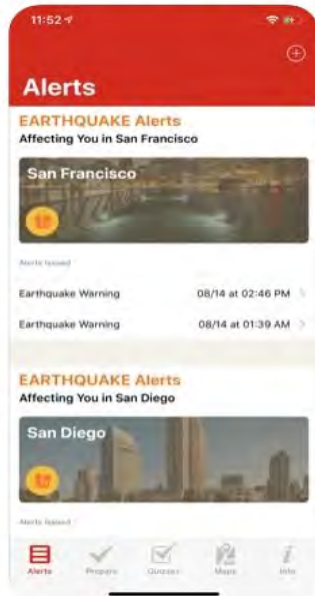 11:52
Alerts
EARTHQUAKE Alerts
Affecting You in San Francisco
San Francisco
Alerts Issued
Earthquake Warning 08/14 at 02:46 PM
Earthquake Warning 08/14 at 01:39 AM
EARTHQUAKE Alerts
Affecting You in San Diego
San Diego
Alerts Issued
Alerts Prepare Quizzes Maps Info